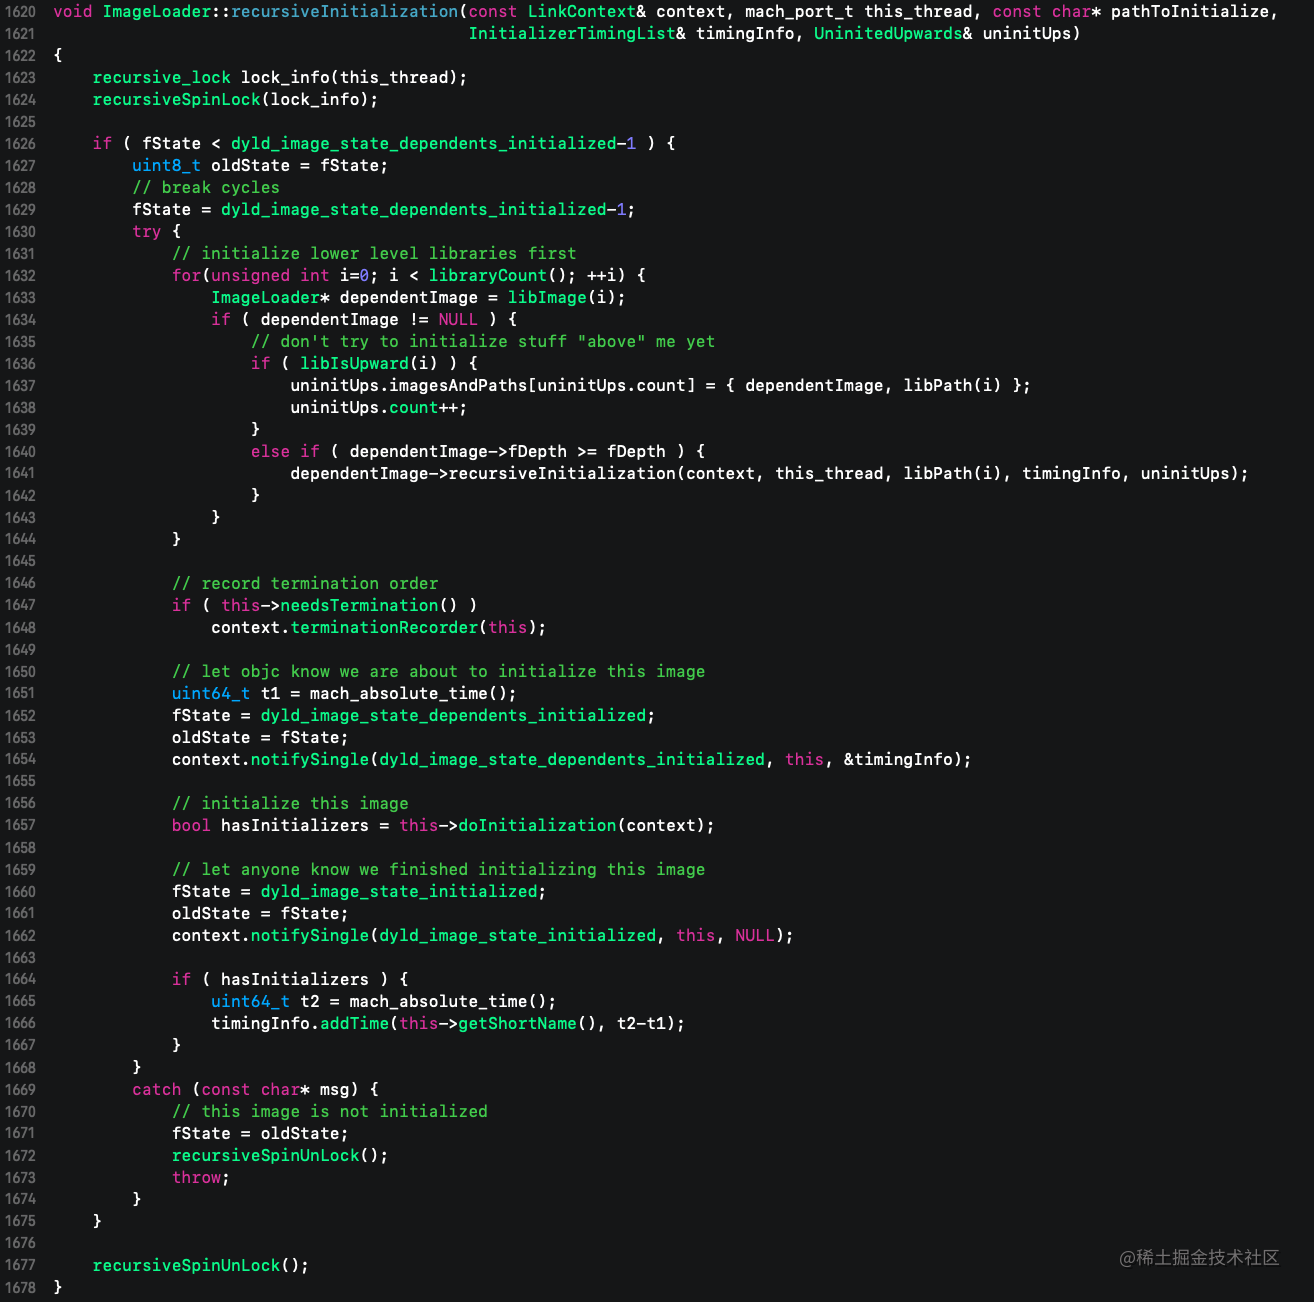 1620 void ImageLoader::recursiveInitialization(const LinkContext& context, mach_port_t this_thread, const char* pathToInitialize,
1621                                           InitializerTimingList& timingInfo, UninitedUpwards& uninitUps)
1622 {
1623     recursive_lock lock_info(this_thread);
1624     recursiveSpinLock(lock_info);
1625
1626     if ( fState < dyld_image_state_dependents_initialized-1 ) {
1627         uint8_t oldState = fState;
1628         // break cycles
1629         fState = dyld_image_state_dependents_initialized-1;
1630         try {
1631             // initialize lower level libraries first
1632             for(unsigned int i=0; i < libraryCount(); ++i) {
1633                 ImageLoader* dependentImage = libImage(i);
1634                 if ( dependentImage != NULL ) {
1635                     // don't try to initialize stuff "above" me yet
1636                     if ( libIsUpward(i) ) {
1637                         uninitUps.imagesAndPaths[uninitUps.count] = { dependentImage, libPath(i) };
1638                         uninitUps.count++;
1639                     }
1640                     else if ( dependentImage->fDepth >= fDepth ) {
1641                         dependentImage->recursiveInitialization(context, this_thread, libPath(i), timingInfo, uninitUps);
1642                     }
1643                 }
1644             }
1645
1646             // record termination order
1647             if ( this->needsTermination() )
1648                 context.terminationRecorder(this);
1649
1650             // let objc know we are about to initialize this image
1651             uint64_t t1 = mach_absolute_time();
1652             fState = dyld_image_state_dependents_initialized;
1653             oldState = fState;
1654             context.notifySingle(dyld_image_state_dependents_initialized, this, &timingInfo);
1655
1656             // initialize this image
1657             bool hasInitializers = this->doInitialization(context);
1658
1659             // let anyone know we finished initializing this image
1660             fState = dyld_image_state_initialized;
1661             oldState = fState;
1662             context.notifySingle(dyld_image_state_initialized, this, NULL);
1663
1664             if ( hasInitializers ) {
1665                 uint64_t t2 = mach_absolute_time();
1666                 timingInfo.addTime(this->getShortName(), t2-t1);
1667             }
1668         }
1669         catch (const char* msg) {
1670             // this image is not initialized
1671             fState = oldState;
1672             recursiveSpinUnLock();
1673             throw;
1674         }
1675     }
1676
1677     recursiveSpinUnLock();
1678 }
@稀土掘金技术社区